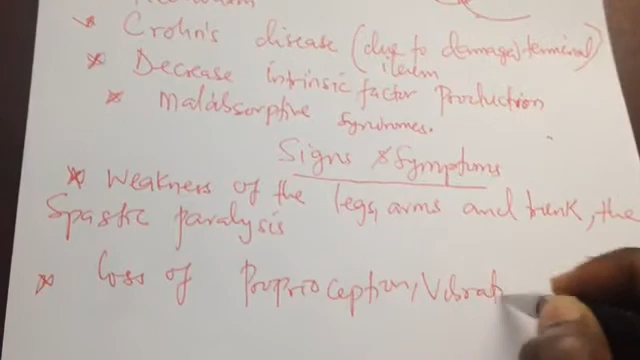 Crohn's disease (due to damage) terminal)
ileum
Decrease intrinsic factor Production
Malabsorptive Syndromes.
Signs & Symptoms
Weakness of the legs, arms and trunk, the
Spastic paralysis
loss of Proprioception, Vibrat